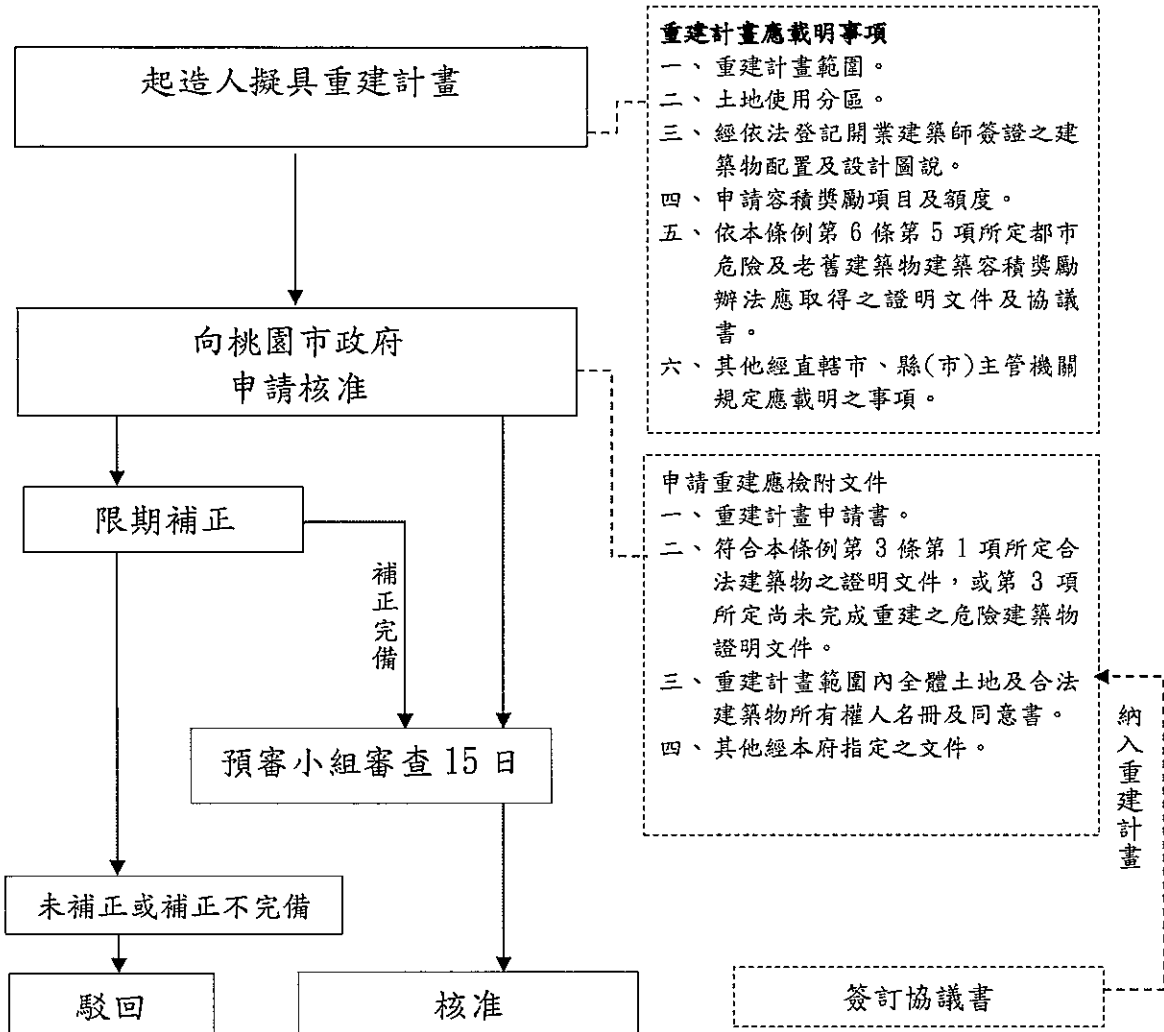 起造人擬具重建計畫
重建計畫應載明事項
一、重建計畫範圍。
二、土地使用分區。
三、經依法登記開業建築師簽證之建
築物配置及設計圖說。
四、申請容積獎勵項目及額度。
五、依本條例第 6 條第 5 項所定都市
危險及老舊建築物建築容積獎勵
辦法應取得之證明文件及協議
書。
六、其他經直轄市、縣(市)主管機關
規定應載明之事項。
向桃園市政府
申請核准
申請重建應檢附文件
一、重建計畫申請書。
二、符合本條例第 3 條第 1 項所定合
法建築物之證明文件，或第 3 項
所定尚未完成重建之危險建築物
證明文件。
三、重建計畫範圍內全體土地及合法
建築物所有權人名冊及同意書。
四、其他經本府指定之文件。
限期補正
補正完備
預審小組審查 15 日
納入重建計畫
未補正或補正不完備
駁回
核准
簽訂協議書